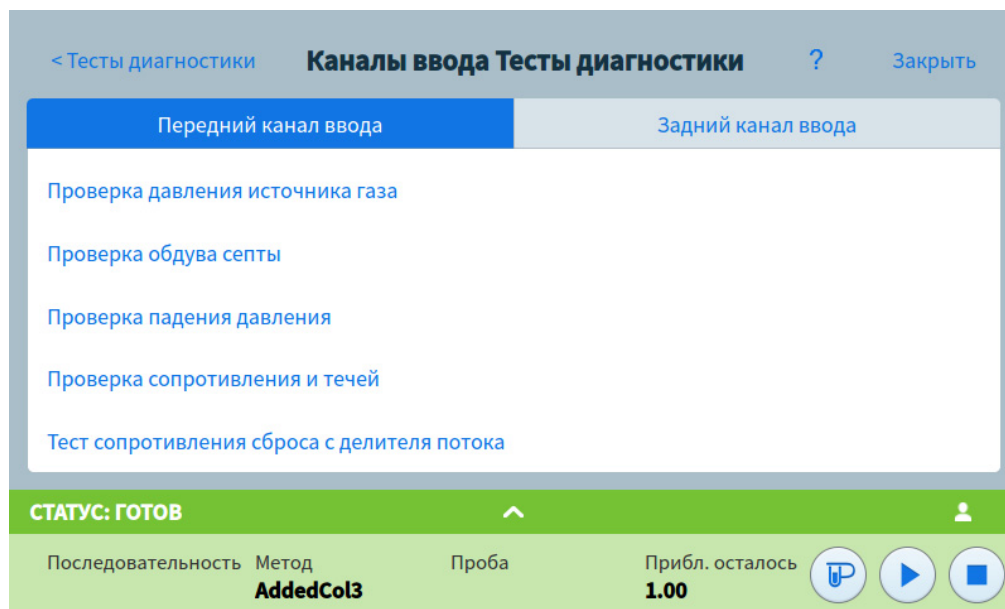 < Тесты диагностики Каналы ввода Тесты диагностики ? Закрыть
Передний канал ввода Задний канал ввода
Проверка давления источника газа
Проверка обдува септы
Проверка падения давления
Проверка сопротивления и течей
Тест сопротивления сброса с делителя потока
СТАТУС: ГОТОВ
Последовательность Метод Проба Прибл. осталось
AddedCol3 1.00